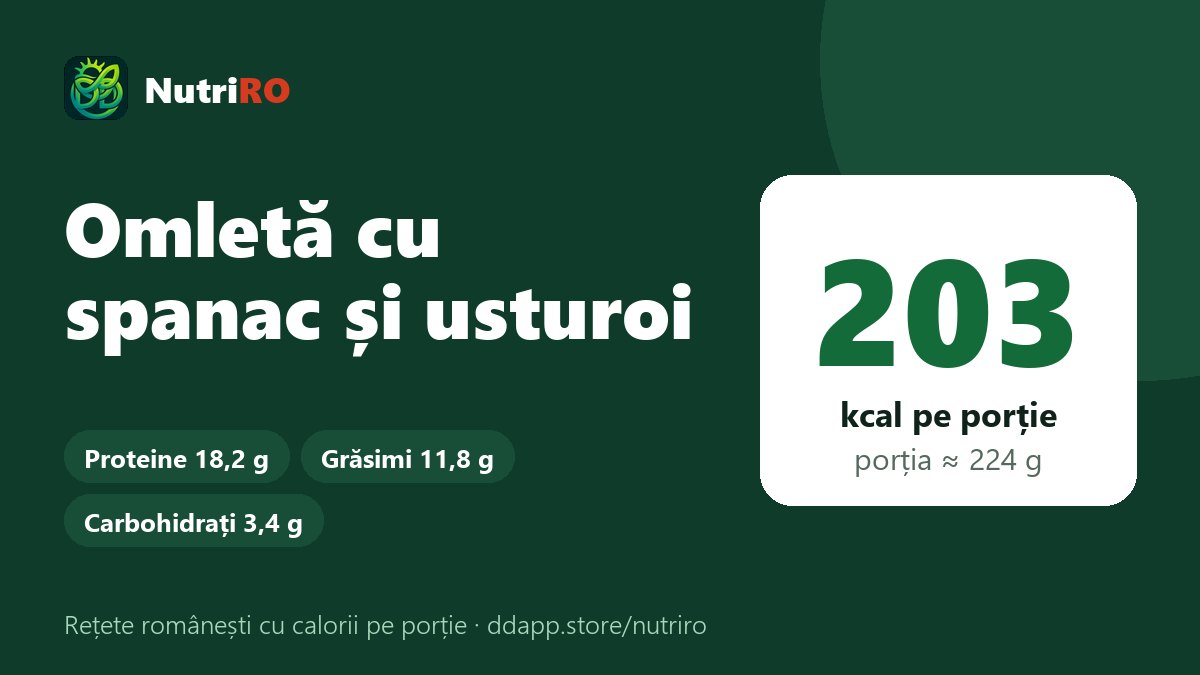 NutriRO
Omletă cu
spanac și usturoi
Proteine 18,2 g
Grăsimi 11,8 g
Carbohidrați 3,4 g
203
kcal pe porție
porția ≈ 224 g
Rețete românești cu calorii pe porție · ddapp.store/nutriro